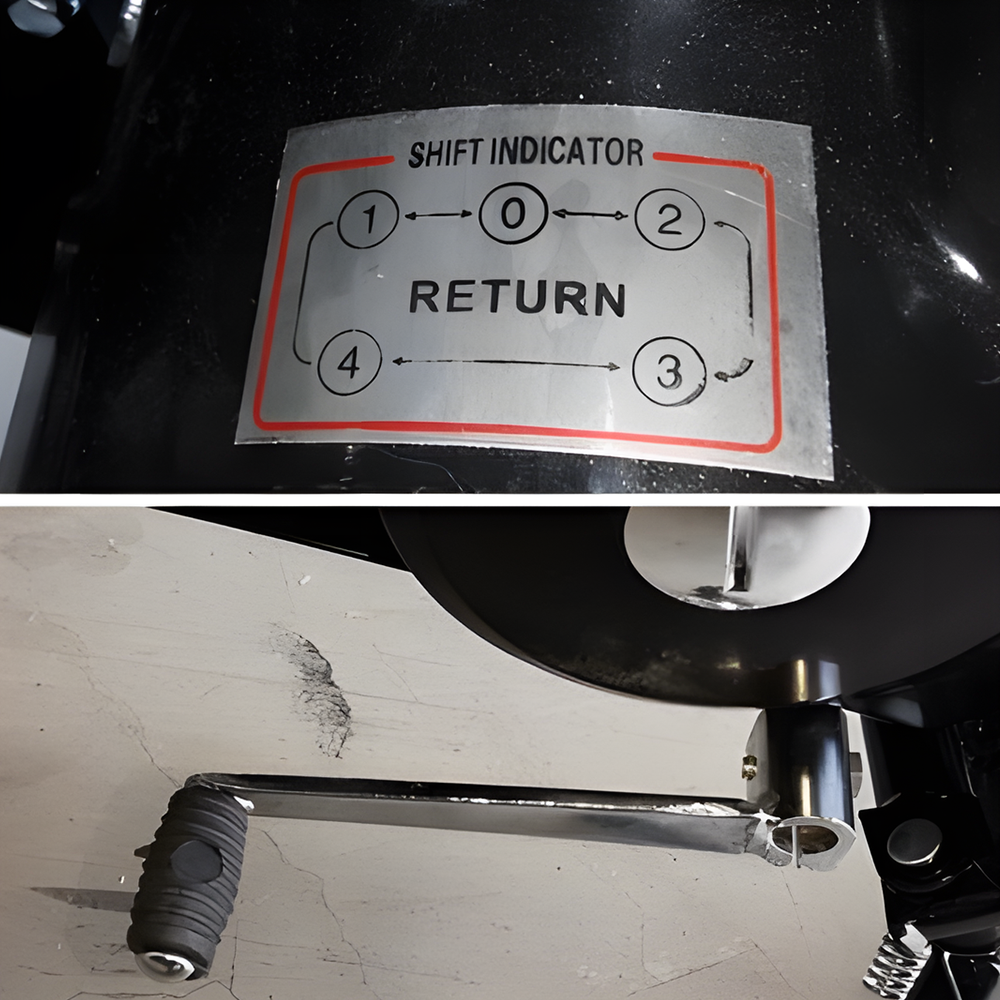 SHIFT INDICATOR
1 0 2
RETURN
4 3